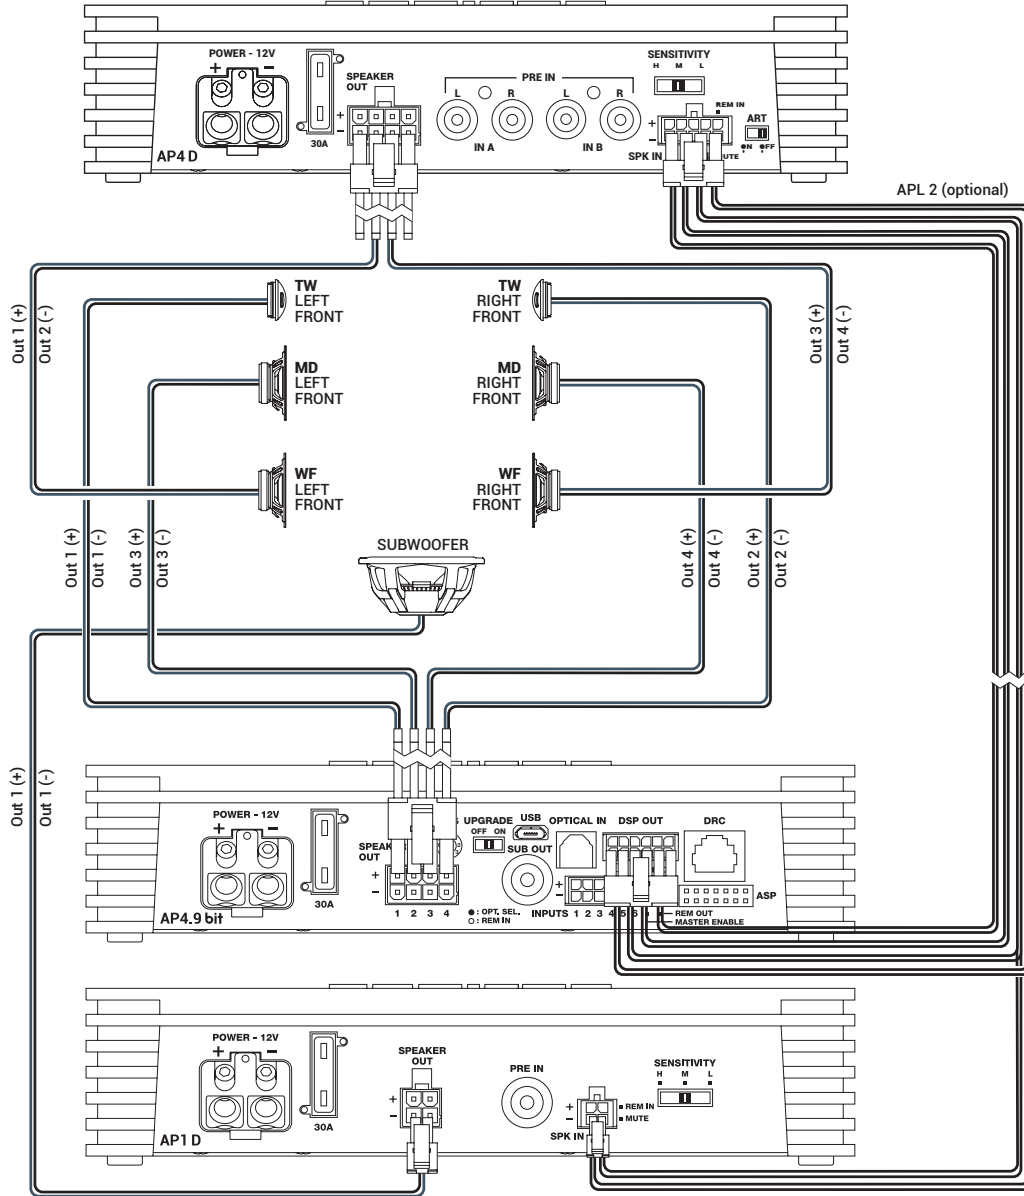 POWER - 12V
+ −
30A
SPEAKER
OUT
+
−
PRE IN
L R L R
IN A IN B
SENSITIVITY
H M L
REM IN
+
−
SPK IN
UTE
ART
ON OFF
AP4 D
APL 2 (optional)
TW
LEFT
FRONT
TW
RIGHT
FRONT
MD
LEFT
FRONT
MD
RIGHT
FRONT
WF
LEFT
FRONT
WF
RIGHT
FRONT
Out 1 (+)
Out 2 (-)
Out 3 (+)
Out 4 (-)
Out 1 (+)
Out 1 (-)
Out 3 (+)
Out 3 (-)
SUBWOOFER
Out 4 (+)
Out 4 (-)
Out 2 (+)
Out 2 (-)
Out 1 (+)
Out 1 (-)
POWER - 12V
+ −
30A
SPEAK
OUT
+
−
1 2 3 4
S
UPGRADE
OFF ON
USB
SUB OUT
OPTICAL IN
DSP OUT
DRC
+
−
ASP
● : OPT. SEL.
○ : REM IN
INPUTS 1 2 3 4 5 6
REM OUT
MASTER ENABLE
AP4.9 bit
POWER - 12V
+ −
30A
SPEAKER
OUT
+
−
PRE IN
SENSITIVITY
H M L
+
−
REM IN
MUTE
SPK IN
AP1 D